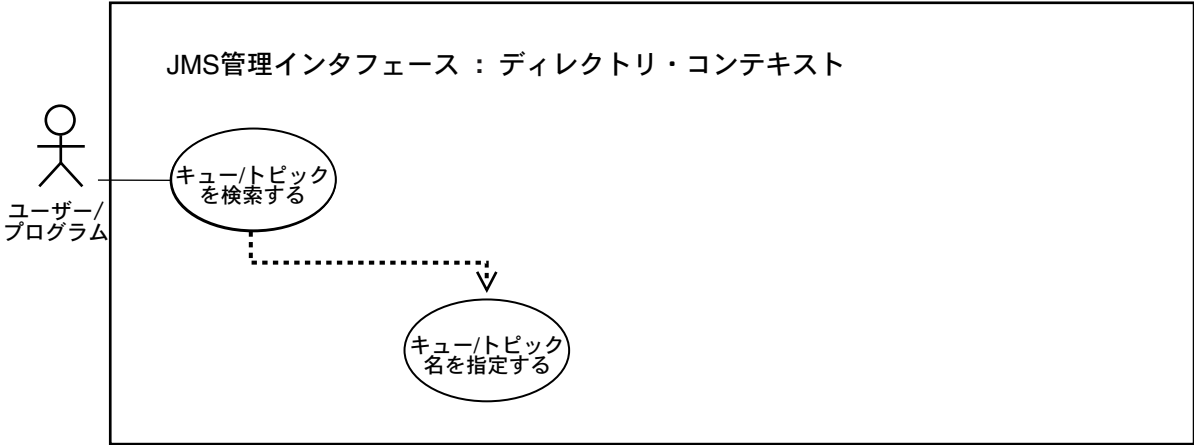 JMS管理インタフェース : ディレクトリ・コンテキスト
キュー/トピック
を検索する
ユーザー/
プログラム
キュー/トピック
名を指定する